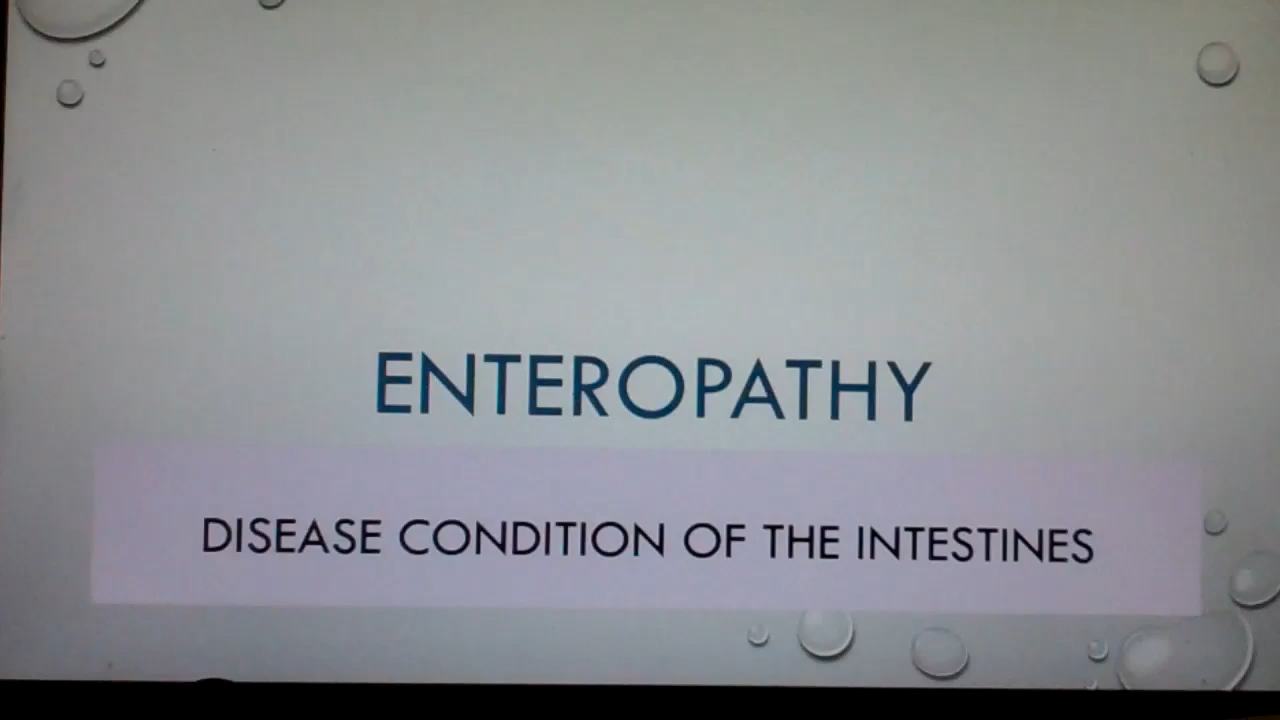 ENTEROPATHY
DISEASE CONDITION OF THE INTESTINES